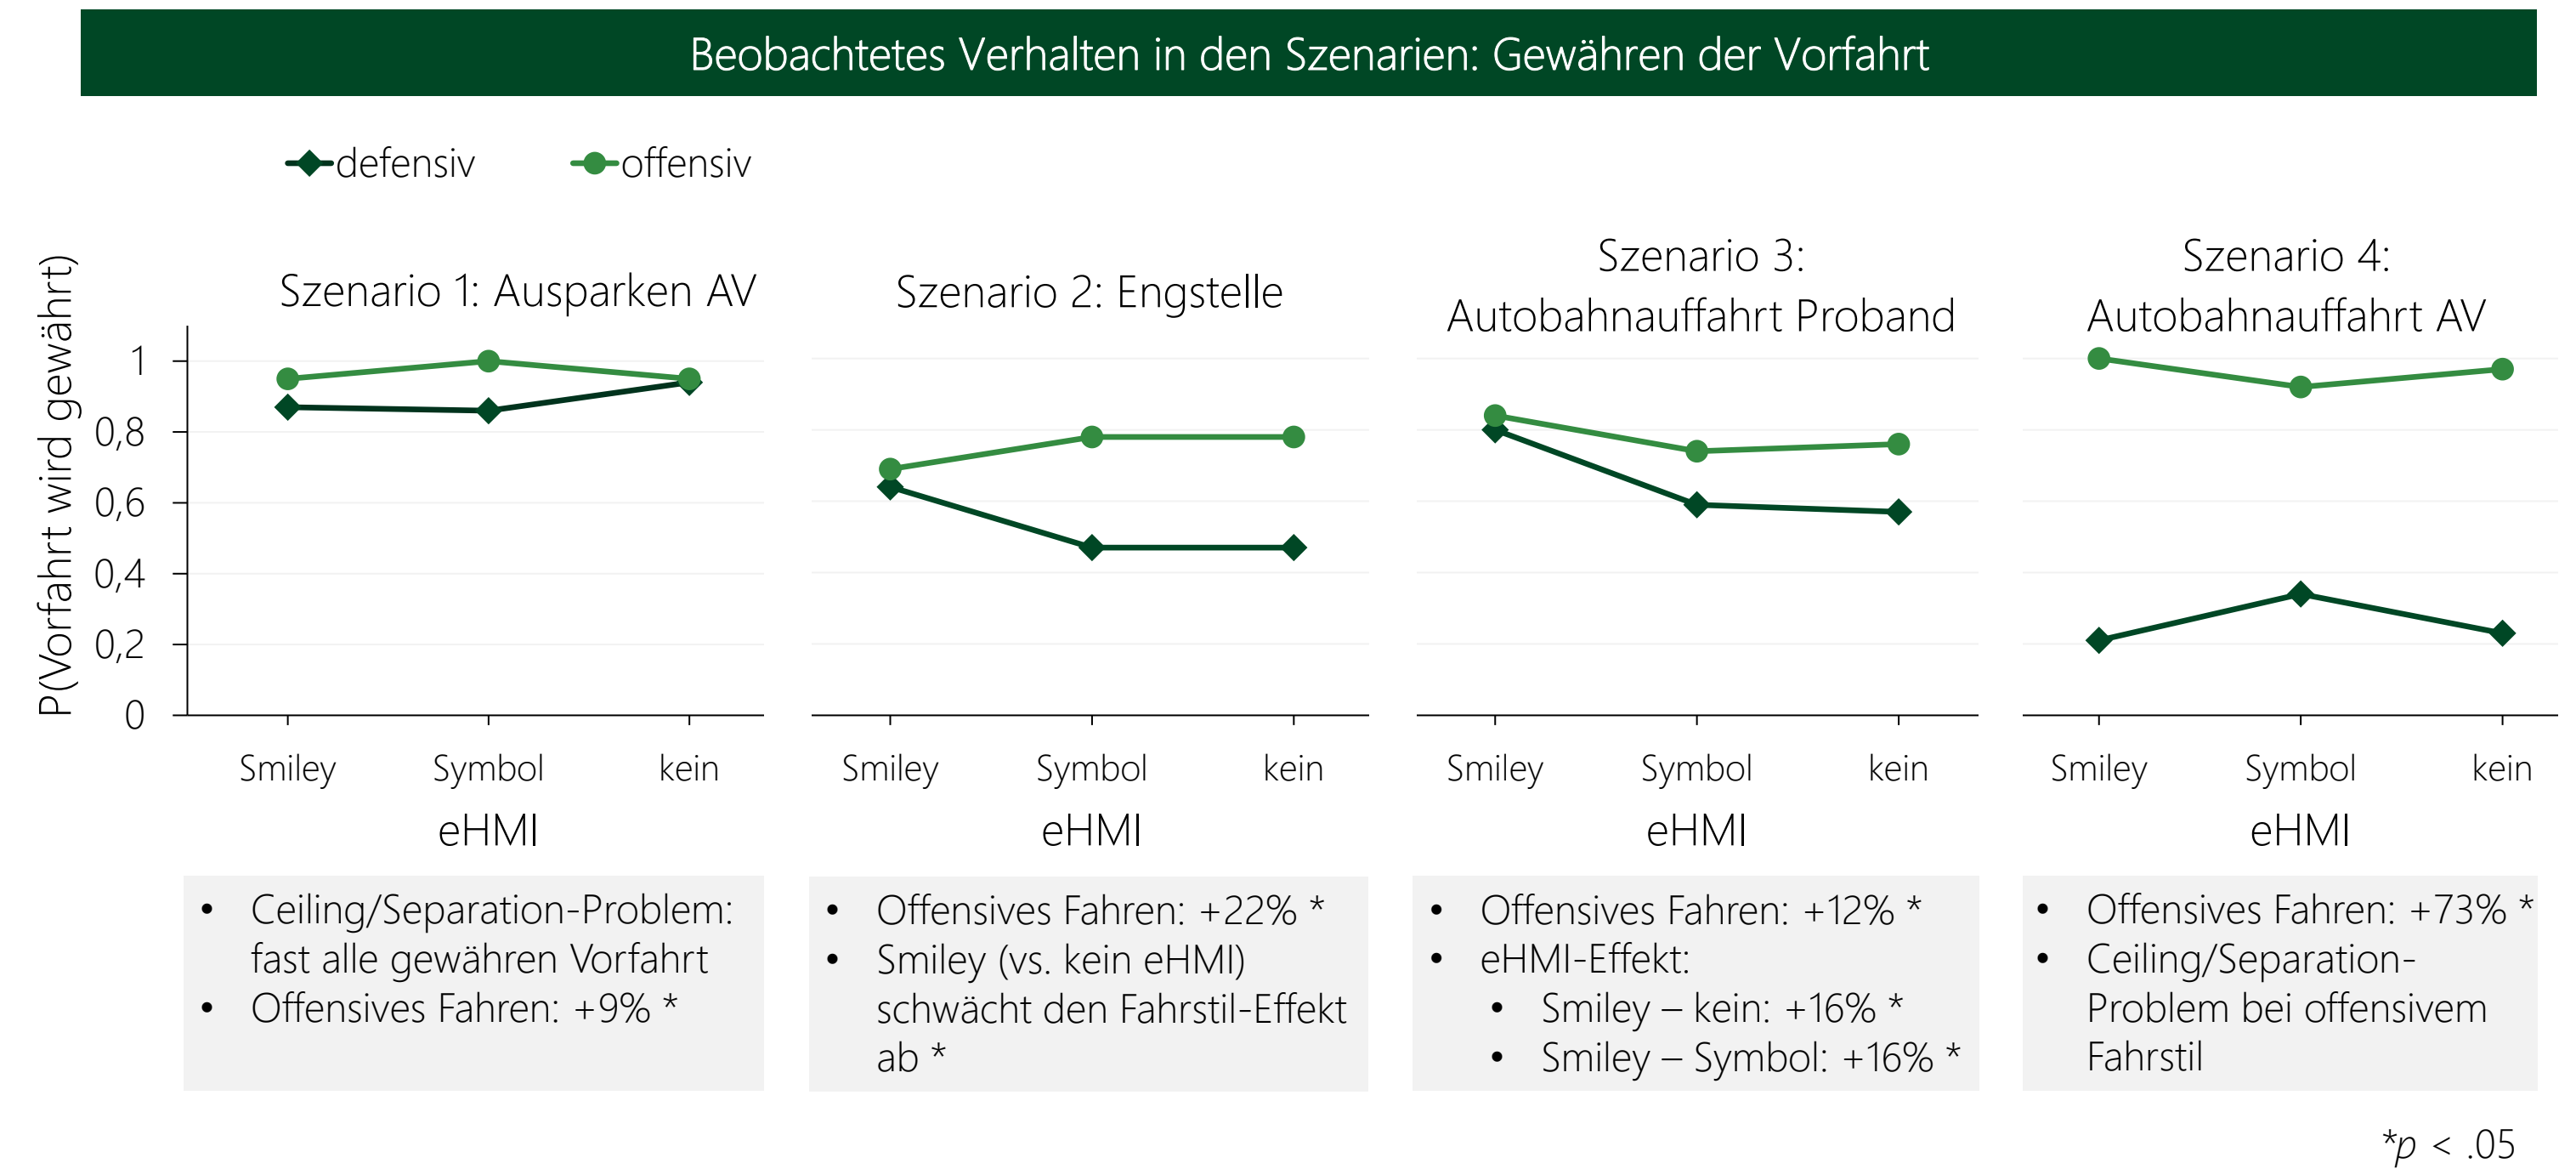 Beobachtetes Verhalten in den Szenarien: Gewähren der Vorfahrt
defensiv
offensiv
P(Vorfahrt wird gewährt)
Szenario 1: Ausparken AV
1
0,8
0,6
0,4
0,2
0
Smiley Symbol kein
eHMI
• Ceiling/Separation-Problem:
fast alle gewähren Vorfahrt
• Offensives Fahren: +9% *
Szenario 2: Engstelle
Smiley Symbol kein
eHMI
• Offensives Fahren: +22% *
• Smiley (vs. kein eHMI)
schwächt den Fahrstil-Effekt
ab *
Szenario 3:
Autobahnauffahrt Proband
Smiley Symbol kein
eHMI
• Offensives Fahren: +12% *
• eHMI-Effekt:
• Smiley – kein: +16% *
• Smiley – Symbol: +16% *
Szenario 4:
Autobahnauffahrt AV
Smiley Symbol kein
eHMI
• Offensives Fahren: +73% *
• Ceiling/Separation-
Problem bei offensivem
Fahrstil
*p < .05